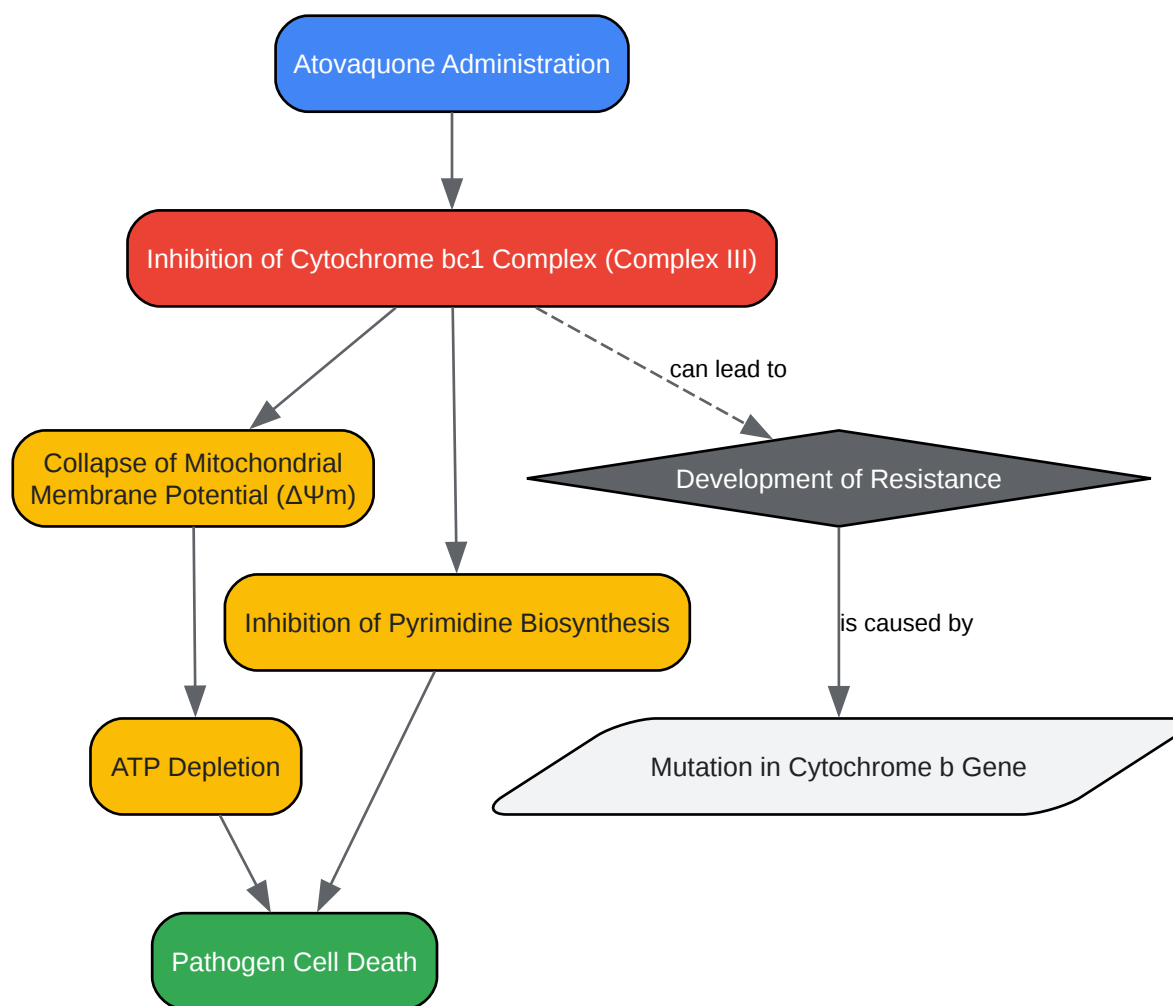 Atovaquone Administration
Inhibition of Cytochrome bc1 Complex (Complex III)
can lead to
Collapse of Mitochondrial
Membrane Potential (ΔΨm)
Development of Resistance
Inhibition of Pyrimidine Biosynthesis
is caused by
ATP Depletion
Mutation in Cytochrome b Gene
Pathogen Cell Death